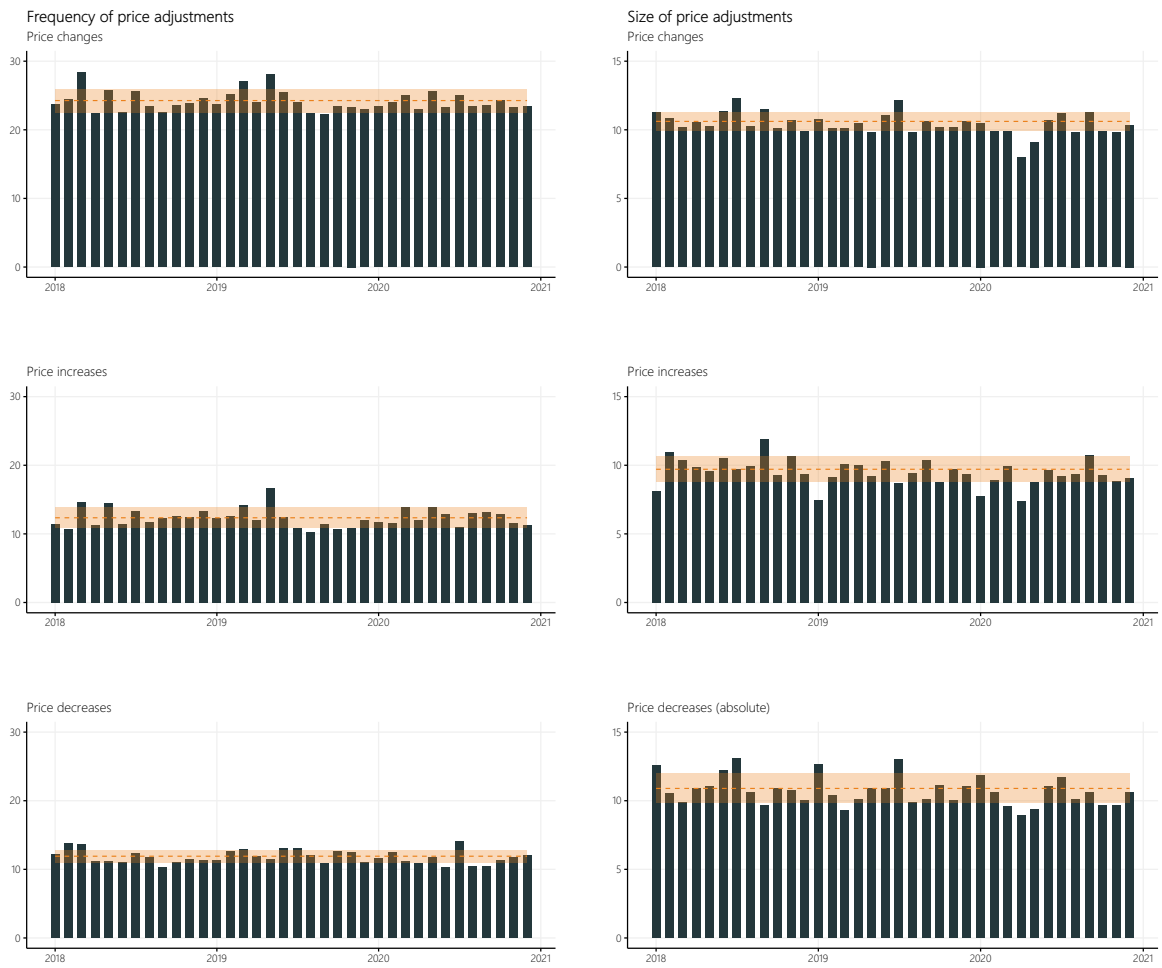 Frequency of price adjustments
Price changes
30
20
10
0
2018 2019 2020 2021
Size of price adjustments
Price changes
15
10
5
0
2018 2019 2020 2021
Price increases
30
20
10
0
2018 2019 2020 2021
Price increases
15
10
5
0
2018 2019 2020 2021
Price decreases
30
20
10
0
2018 2019 2020 2021
Price decreases (absolute)
15
10
5
0
2018 2019 2020 2021